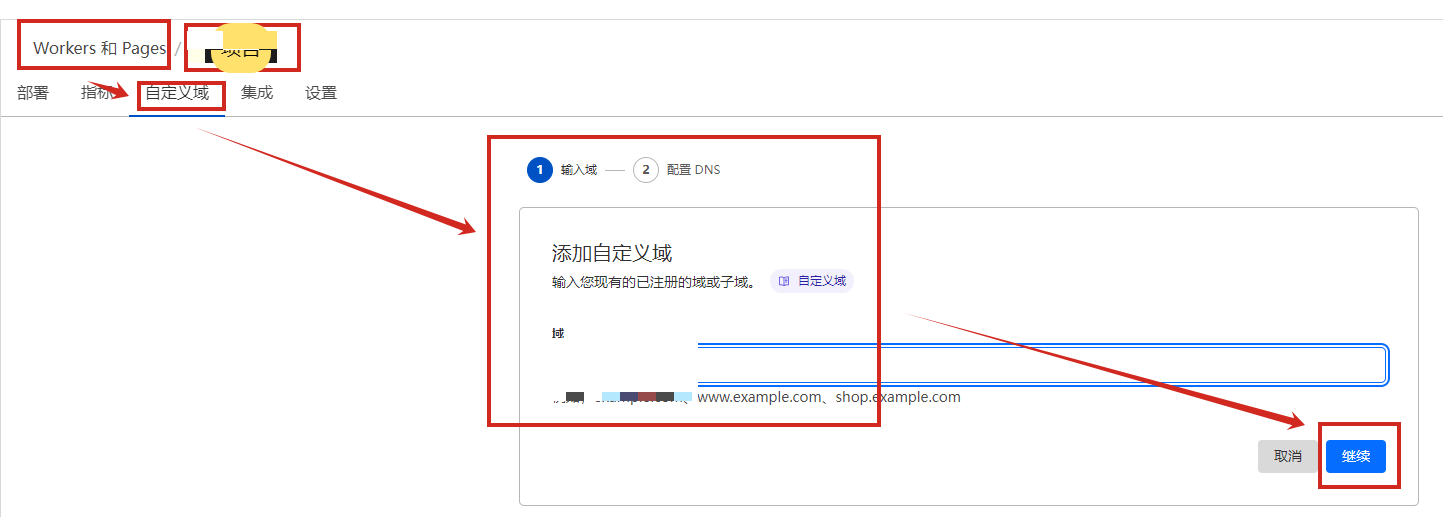 Workers 和 Pages /
部署 指标 自定义域 集成 设置
1 输入域 2 配置 DNS
添加自定义域
输入您现有的已注册的域或子域。 自定义域
域
www.example.com、shop.example.com
取消 继续